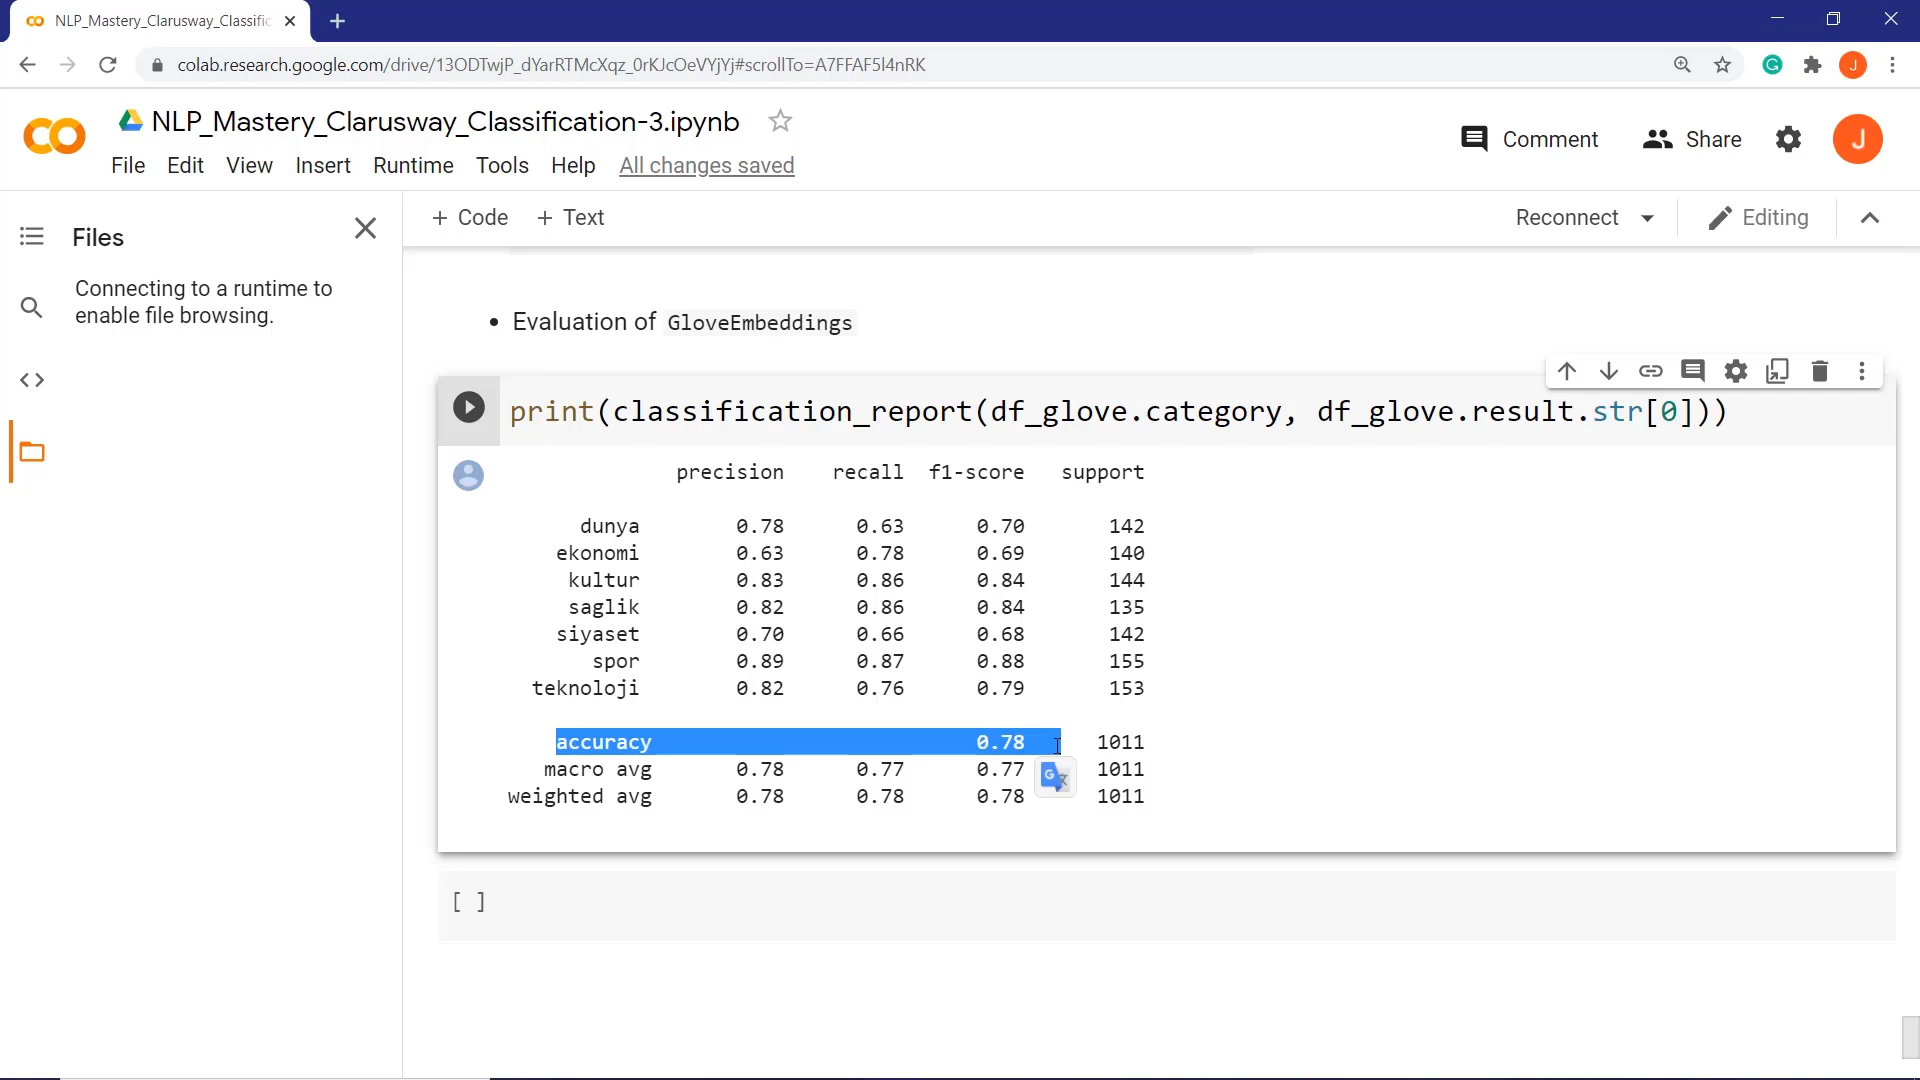 NLP_Mastery_Clarusway_Classific
colab.research.google.com/drive/13ODTwjP_dYarRTMcXqz_0rKJcOeVYjYj#scrollTo=A7FFAF5I4nRK
J
NLP_Mastery_Clarusway_Classification-3.ipynb
Comment
Share
J
File Edit View Insert Runtime Tools Help All changes saved
Files
+ Code + Text
Reconnect
Editing
Connecting to a runtime to
enable file browsing.
• Evaluation of GloveEmbeddings
print(classification_report(df_glove.category, df_glove.result.str[0]))
precision recall f1-score support
dunya 0.78 0.63 0.70 142
ekonomi 0.63 0.78 0.69 140
kultur 0.83 0.86 0.84 144
saglik 0.82 0.86 0.84 135
siyaset 0.70 0.66 0.68 142
spor 0.89 0.87 0.88 155
teknoloji 0.82 0.76 0.79 153
accuracy 0.78 1011
macro avg 0.78 0.77 0.77 1011
weighted avg 0.78 0.78 0.78 1011
[ ]